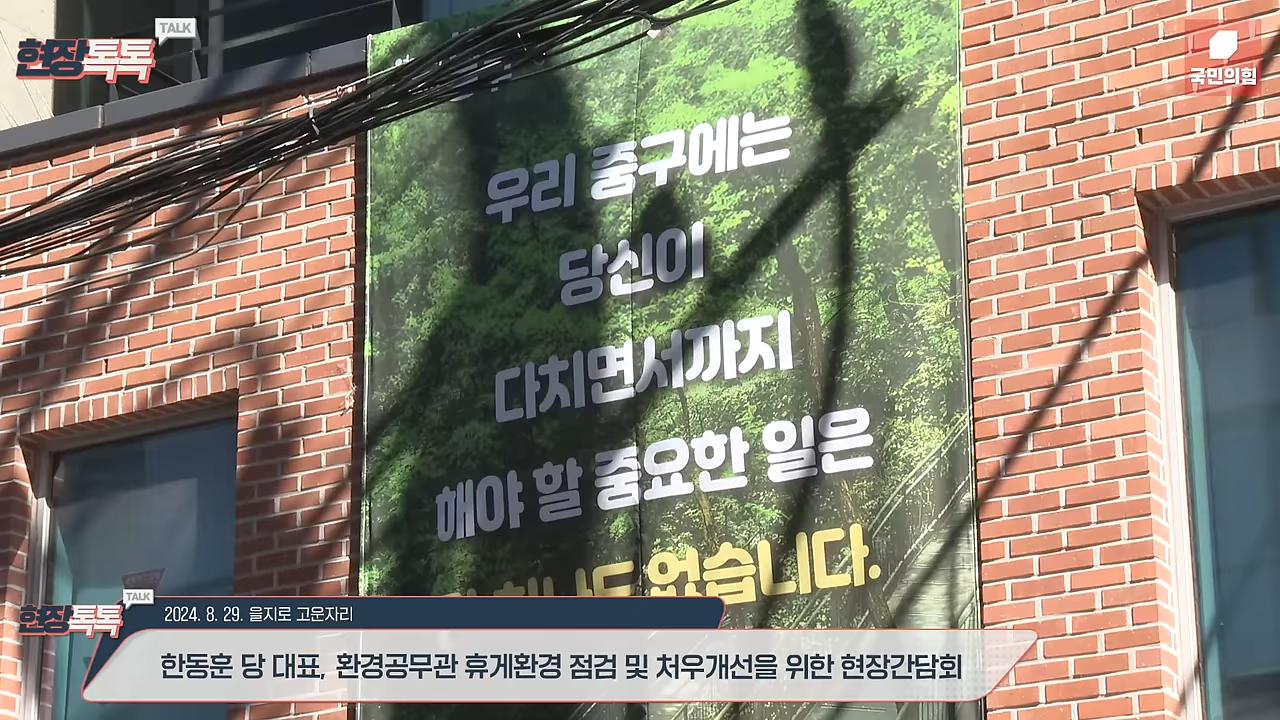 현장톡톡
TALK
국민의힘
우리 중구에는
당신이
다치면서까지
해야 할 중요한 일은
없습니다.
현장톡톡
TALK
2024. 8. 29. 을지로 고운자리
한동훈 당 대표, 환경공무관 휴게환경 점검 및 처우개선을 위한 현장간담회